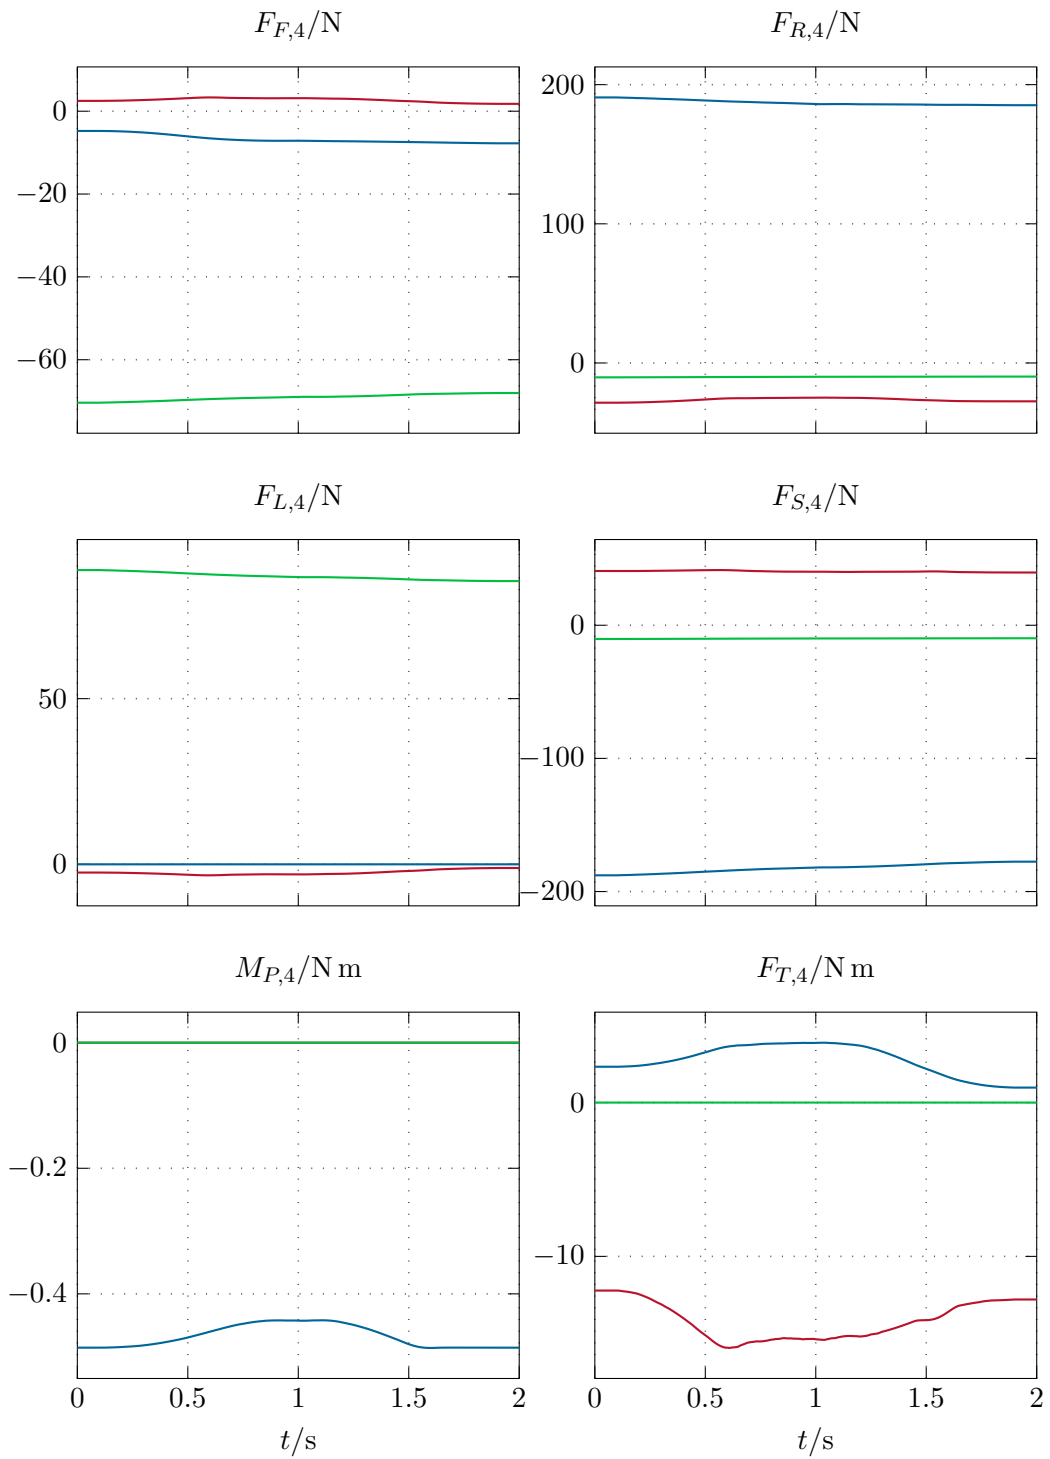 F_{F,4}/N
0
−20
−40
−60
F_{R,4}/N
200
100
0
F_{L,4}/N
50
0
F_{S,4}/N
0
−100
−200
M_{P,4}/N m
0
−0.2
−0.4
0 0.5 1 1.5 2
t/s
F_{T,4}/N m
0
−10
0 0.5 1 1.5 2
t/s